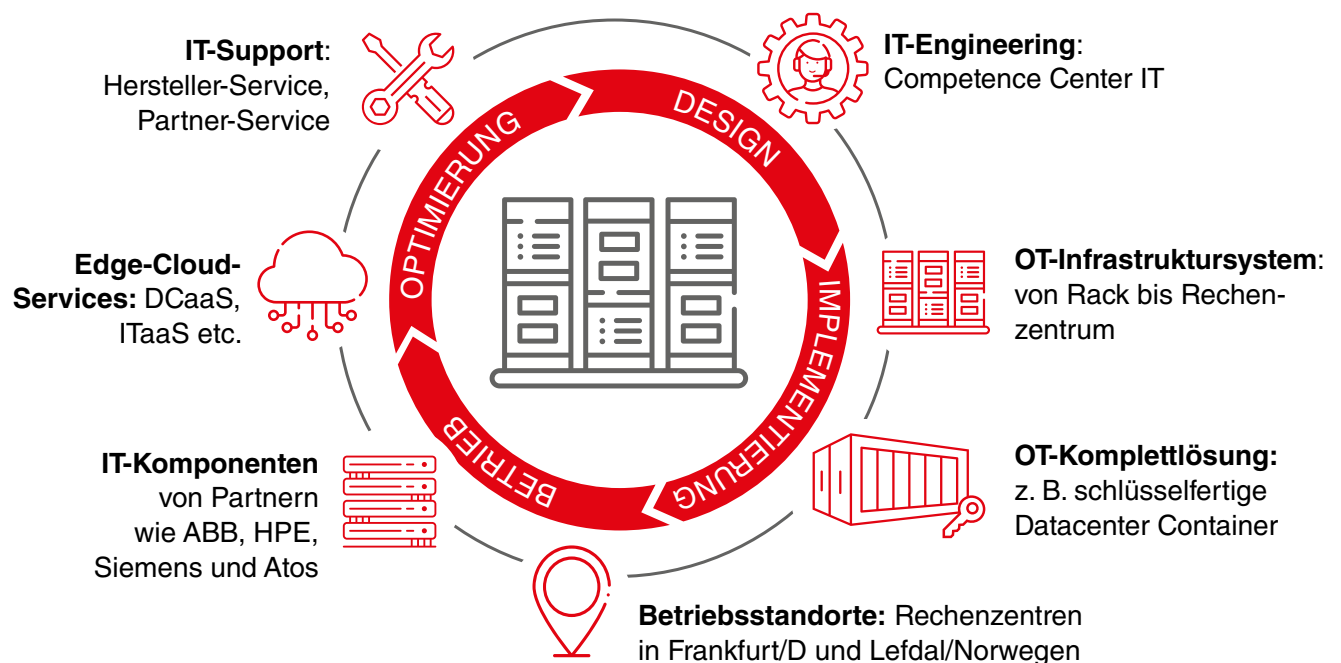 IT-Support:
Hersteller-Service,
Partner-Service
IT-Engineering:
Competence Center IT
OPTIMIERUNG
DESIGN
IMPLEMENTIERUNG
BETRIEB
Edge-Cloud-
Services: DCaaS,
ITaaS etc.
OT-Infrastruktursystem:
von Rack bis Rechen-
zentrum
IT-Komponenten
von Partnern
wie ABB, HPE,
Siemens und Atos
OT-Komplettlösung:
z. B. schlüsselfertige
Datacenter Container
Betriebsstandorte: Rechenzentren
in Frankfurt/D und Lefdal/Norwegen